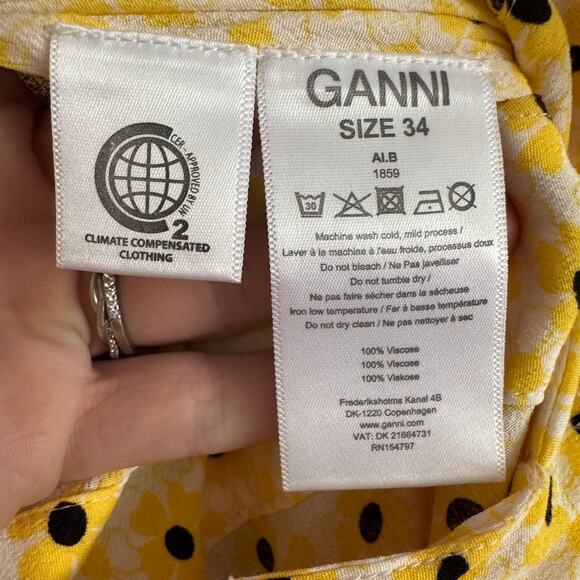 CER - APPROVED BY UN
C
2
CLIMATE COMPENSATED
CLOTHING
GANNI
SIZE 34
AI.B
1859
30
Machine wash cold, mild process /
Laver à la machine à l'eau froide, processus doux
Do not bleach / Ne Pas javelliser
Do not tumble dry /
Ne pas faire sécher dans la sécheuse
Iron low temperature / Fer à basse température
Do not dry clean / Ne pas nettoyer à sec
100% Viscose
100% Viscose
100% Viskose
Frederiksholms Kanal 4B
DK-1220 Copenhagen
www.ganni.com
VAT: DK 21664731
RN154797